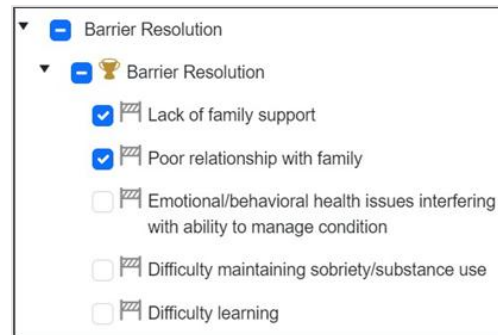 Barrier Resolution
Barrier Resolution
Lack of family support
Poor relationship with family
Emotional/behavioral health issues interfering
with ability to manage condition
Difficulty maintaining sobriety/substance use
Difficulty learning